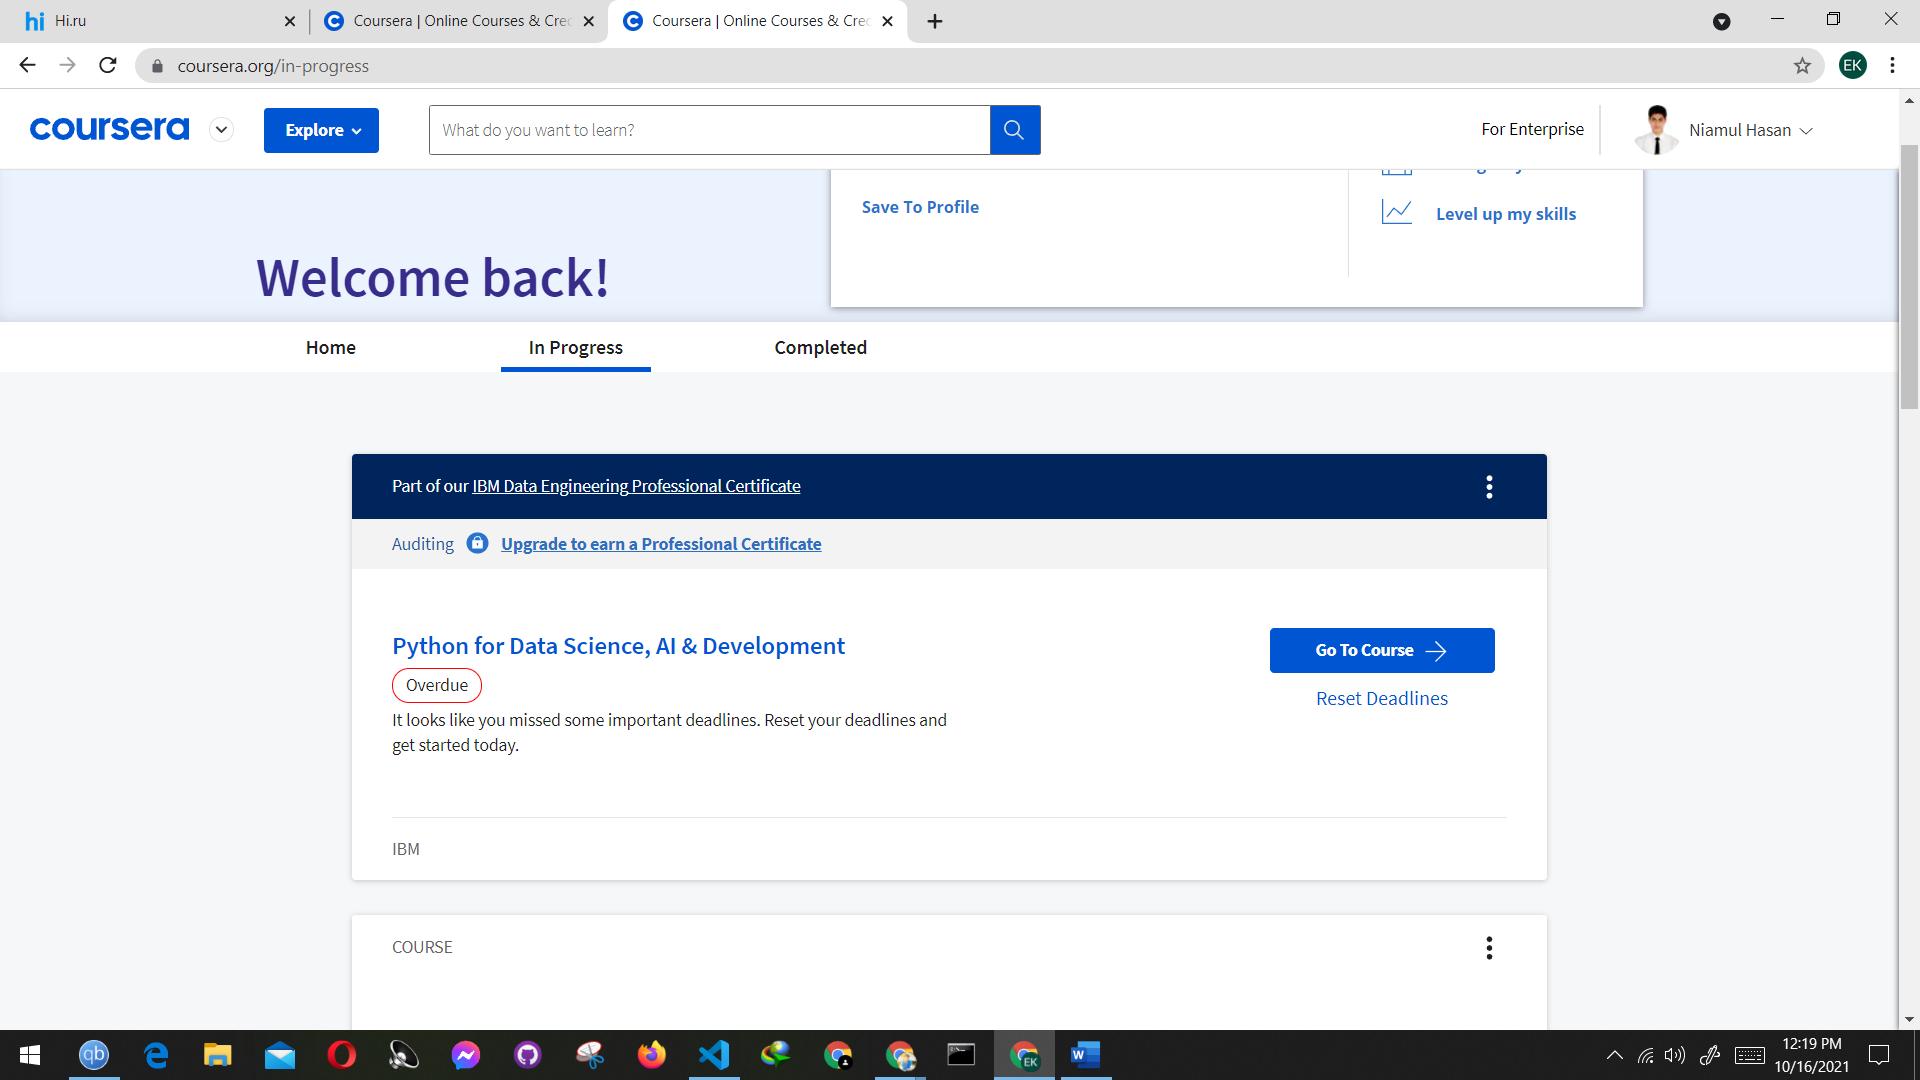 hi Hi.ru
Coursera | Online Courses & Cre
Coursera | Online Courses & Cre
coursera.org/in-progress
EK
coursera
Explore
What do you want to learn?
For Enterprise
Niamul Hasan
Save To Profile
Level up my skills
Welcome back!
Home
In Progress
Completed
Part of our IBM Data Engineering Professional Certificate
Auditing
Upgrade to earn a Professional Certificate
Python for Data Science, AI & Development
Go To Course
Overdue
Reset Deadlines
It looks like you missed some important deadlines. Reset your deadlines and
get started today.
IBM
COURSE
qb
EK
W
12:19 PM
10/16/2021